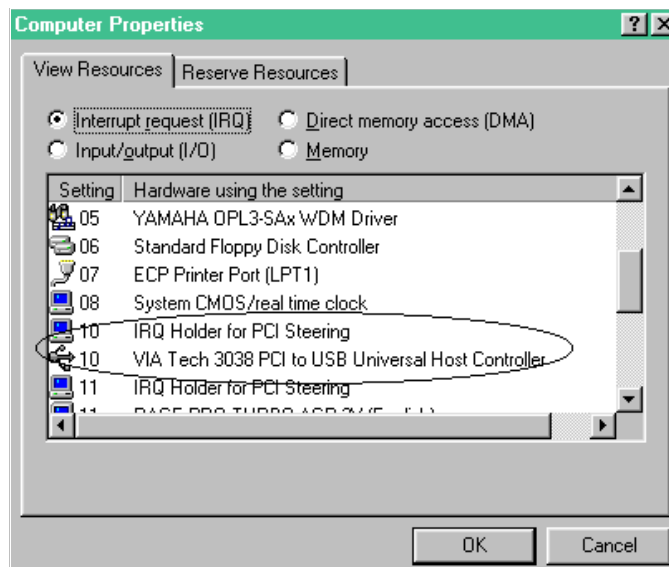 Computer Properties
View Resources Reserve Resources
Interrupt request (IRQ) Direct memory access (DMA)
Input/output (I/O) Memory
Setting Hardware using the setting
05 YAMAHA OPL3-SAx WDM Driver
06 Standard Floppy Disk Controller
07 ECP Printer Port (LPT1)
08 System CMOS/real time clock
10 IRQ Holder for PCI Steering
10 VIA Tech 3038 PCI to USB Universal Host Controller
11 IRQ Holder for PCI Steering
11
OK Cancel